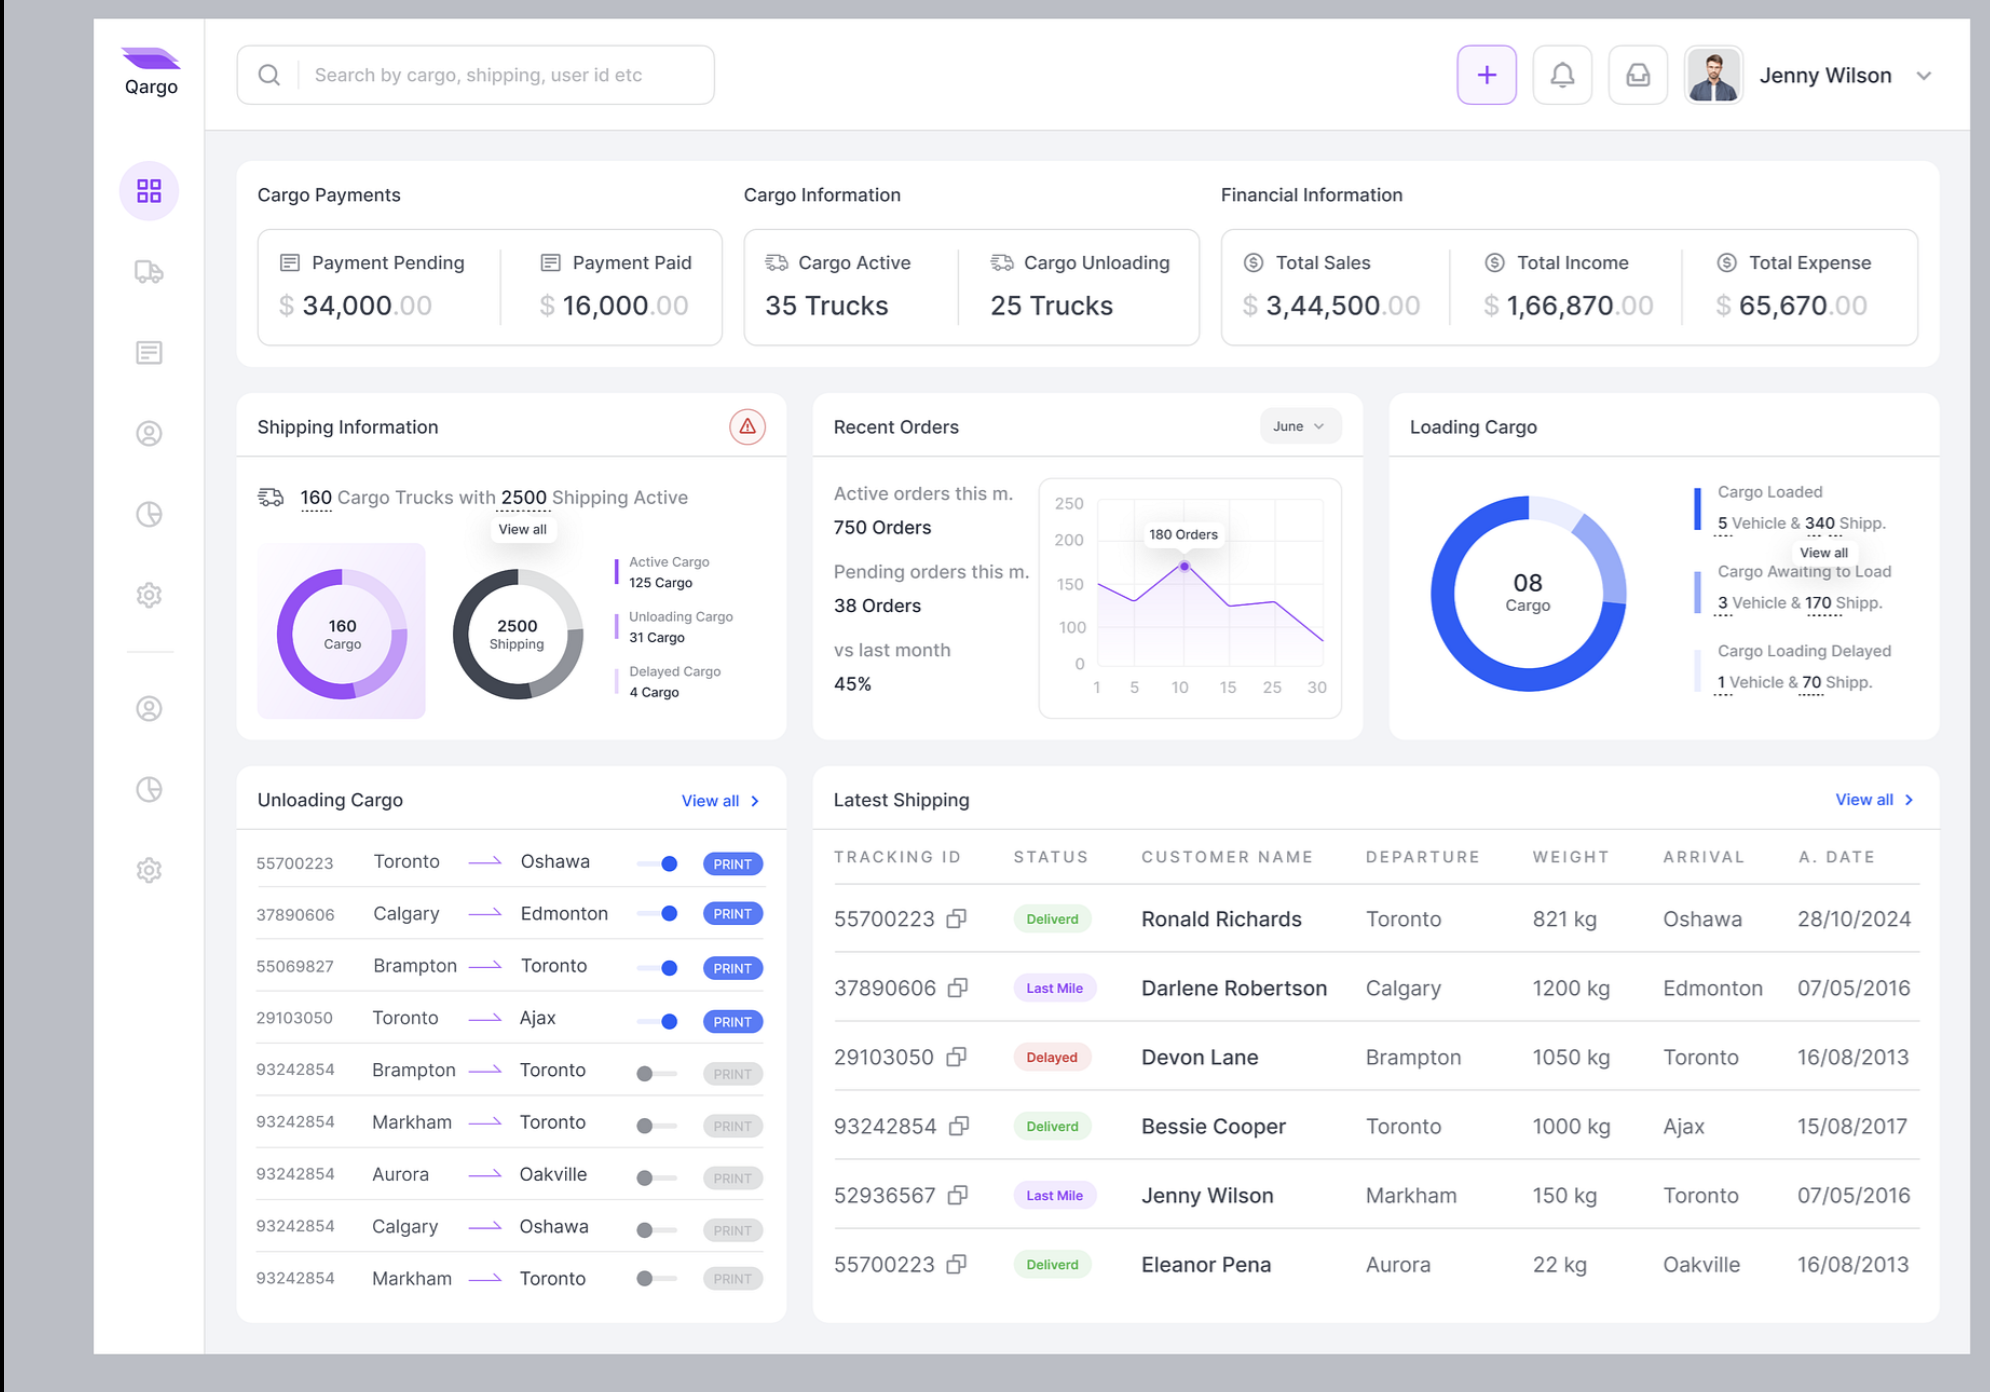 Qargo
Search by cargo, shipping, user id etc
Jenny Wilson
Cargo Payments
Payment Pending
$ 34,000.00
Payment Paid
$ 16,000.00
Cargo Information
Cargo Active
35 Trucks
Cargo Unloading
25 Trucks
Financial Information
Total Sales
$ 3,44,500.00
Total Income
$ 1,66,870.00
Total Expense
$ 65,670.00
Shipping Information
160 Cargo Trucks with 2500 Shipping Active
View all
160
Cargo
2500
Shipping
Active Cargo
125 Cargo
Unloading Cargo
31 Cargo
Delayed Cargo
4 Cargo
Recent Orders
June
Active orders this m.
750 Orders
Pending orders this m.
38 Orders
vs last month
45%
250
200
150
100
0
180 Orders
1 5 10 15 25 30
Loading Cargo
08
Cargo
Cargo Loaded
5 Vehicle & 340 Shipp.
View all
Cargo Awaiting to Load
3 Vehicle & 170 Shipp.
Cargo Loading Delayed
1 Vehicle & 70 Shipp.
Unloading Cargo
View all
55700223 Toronto Oshawa PRINT
37890606 Calgary Edmonton PRINT
55069827 Brampton Toronto PRINT
29103050 Toronto Ajax PRINT
93242854 Brampton Toronto PRINT
93242854 Markham Toronto PRINT
93242854 Aurora Oakville PRINT
93242854 Calgary Oshawa PRINT
93242854 Markham Toronto PRINT
Latest Shipping
View all
TRACKING ID STATUS CUSTOMER NAME DEPARTURE WEIGHT ARRIVAL A. DATE
55700223 Deliverd Ronald Richards Toronto 821 kg Oshawa 28/10/2024
37890606 Last Mile Darlene Robertson Calgary 1200 kg Edmonton 07/05/2016
29103050 Delayed Devon Lane Brampton 1050 kg Toronto 16/08/2013
93242854 Deliverd Bessie Cooper Toronto 1000 kg Ajax 15/08/2017
52936567 Last Mile Jenny Wilson Markham 150 kg Toronto 07/05/2016
55700223 Deliverd Eleanor Pena Aurora 22 kg Oakville 16/08/2013